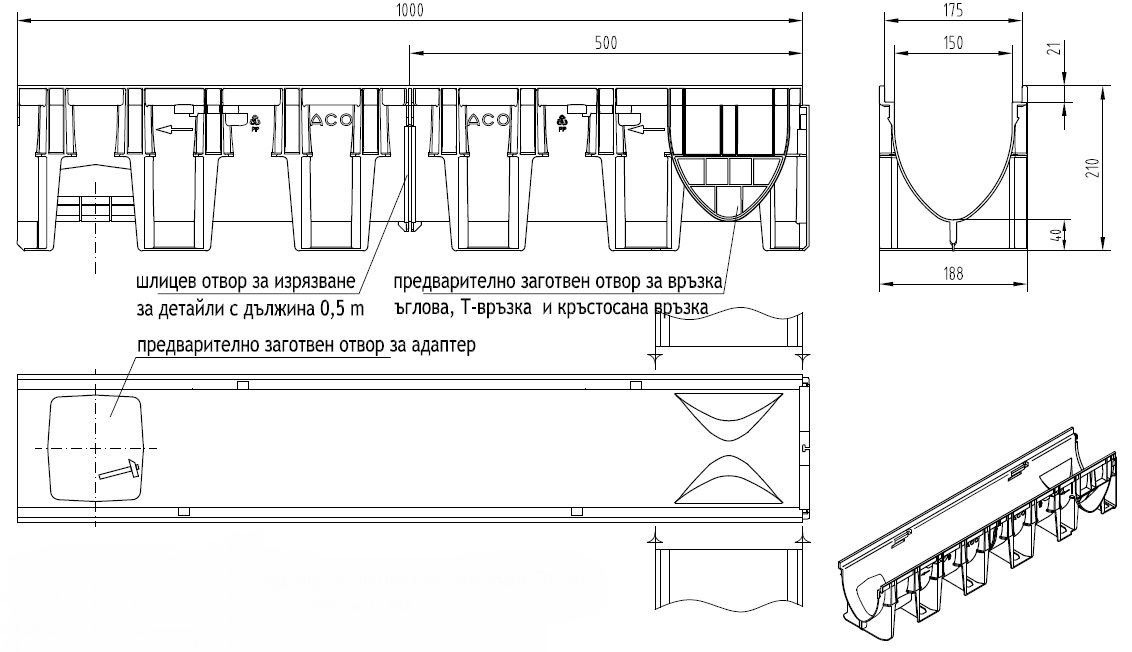 1000
500
175
150
21
210
40
188
ACO
PP
ACO
PP
шлицев отвор за изрязване
за детайли с дължина 0,5 m
предварително заготвен отвор за връзка
ъглова, Т-връзка и кръстосана връзка
предварително заготвен отвор за адаптер